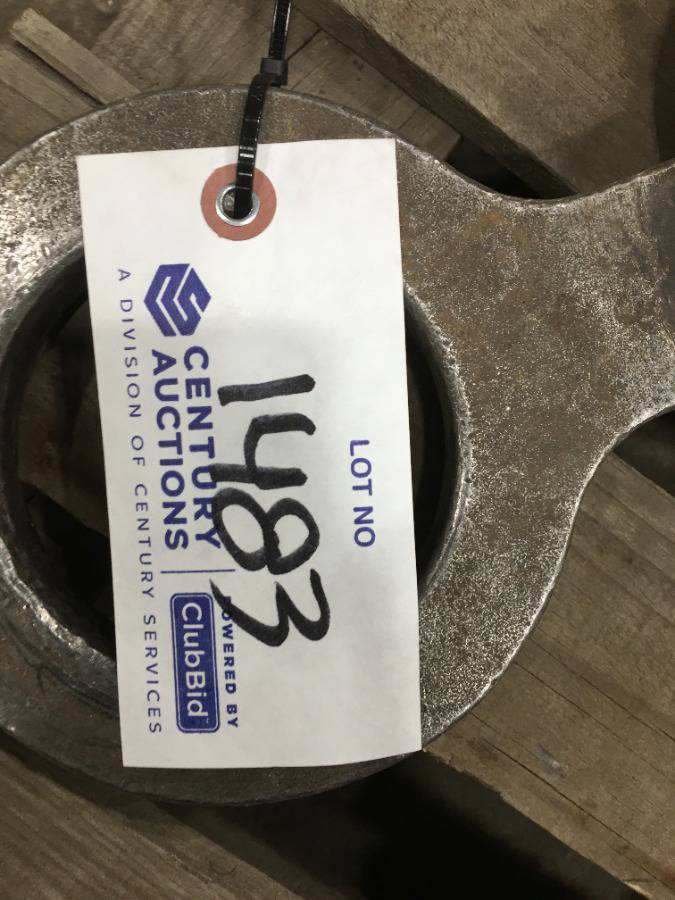 LOT NO
1483
CENTURY
AUCTIONS
A DIVISION OF CENTURY SERVICES
POWERED BY
ClubBid